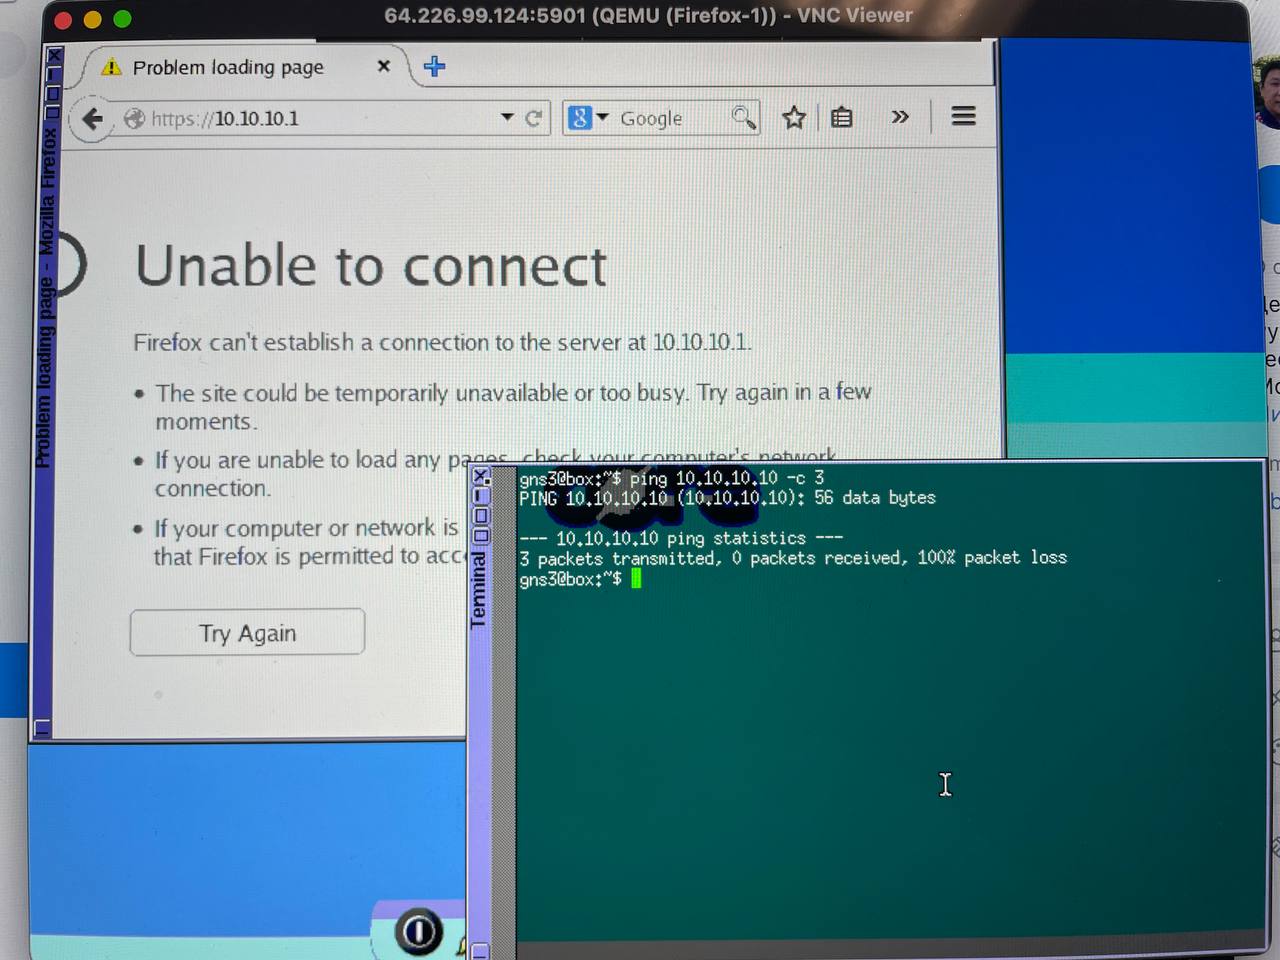 64.226.99.124:5901 (QEMU (Firefox-1)) - VNC Viewer
Problem loading page
https://10.10.10.1
Google
Problem loading page - Mozilla Firefox
Unable to connect
Firefox can't establish a connection to the server at 10.10.10.1.
The site could be temporarily unavailable or too busy. Try again in a few
moments.
If you are unable to load any pages, check your computer's network
connection.
If your computer or network is
that Firefox is permitted to acc
Try Again
Terminal
gns3@box:~$ ping 10.10.10.10 -c 3
PING 10.10.10.10 (10.10.10.10): 56 data bytes
--- 10.10.10.10 ping statistics ---
3 packets transmitted, 0 packets received, 100% packet loss
gns3@box:~$